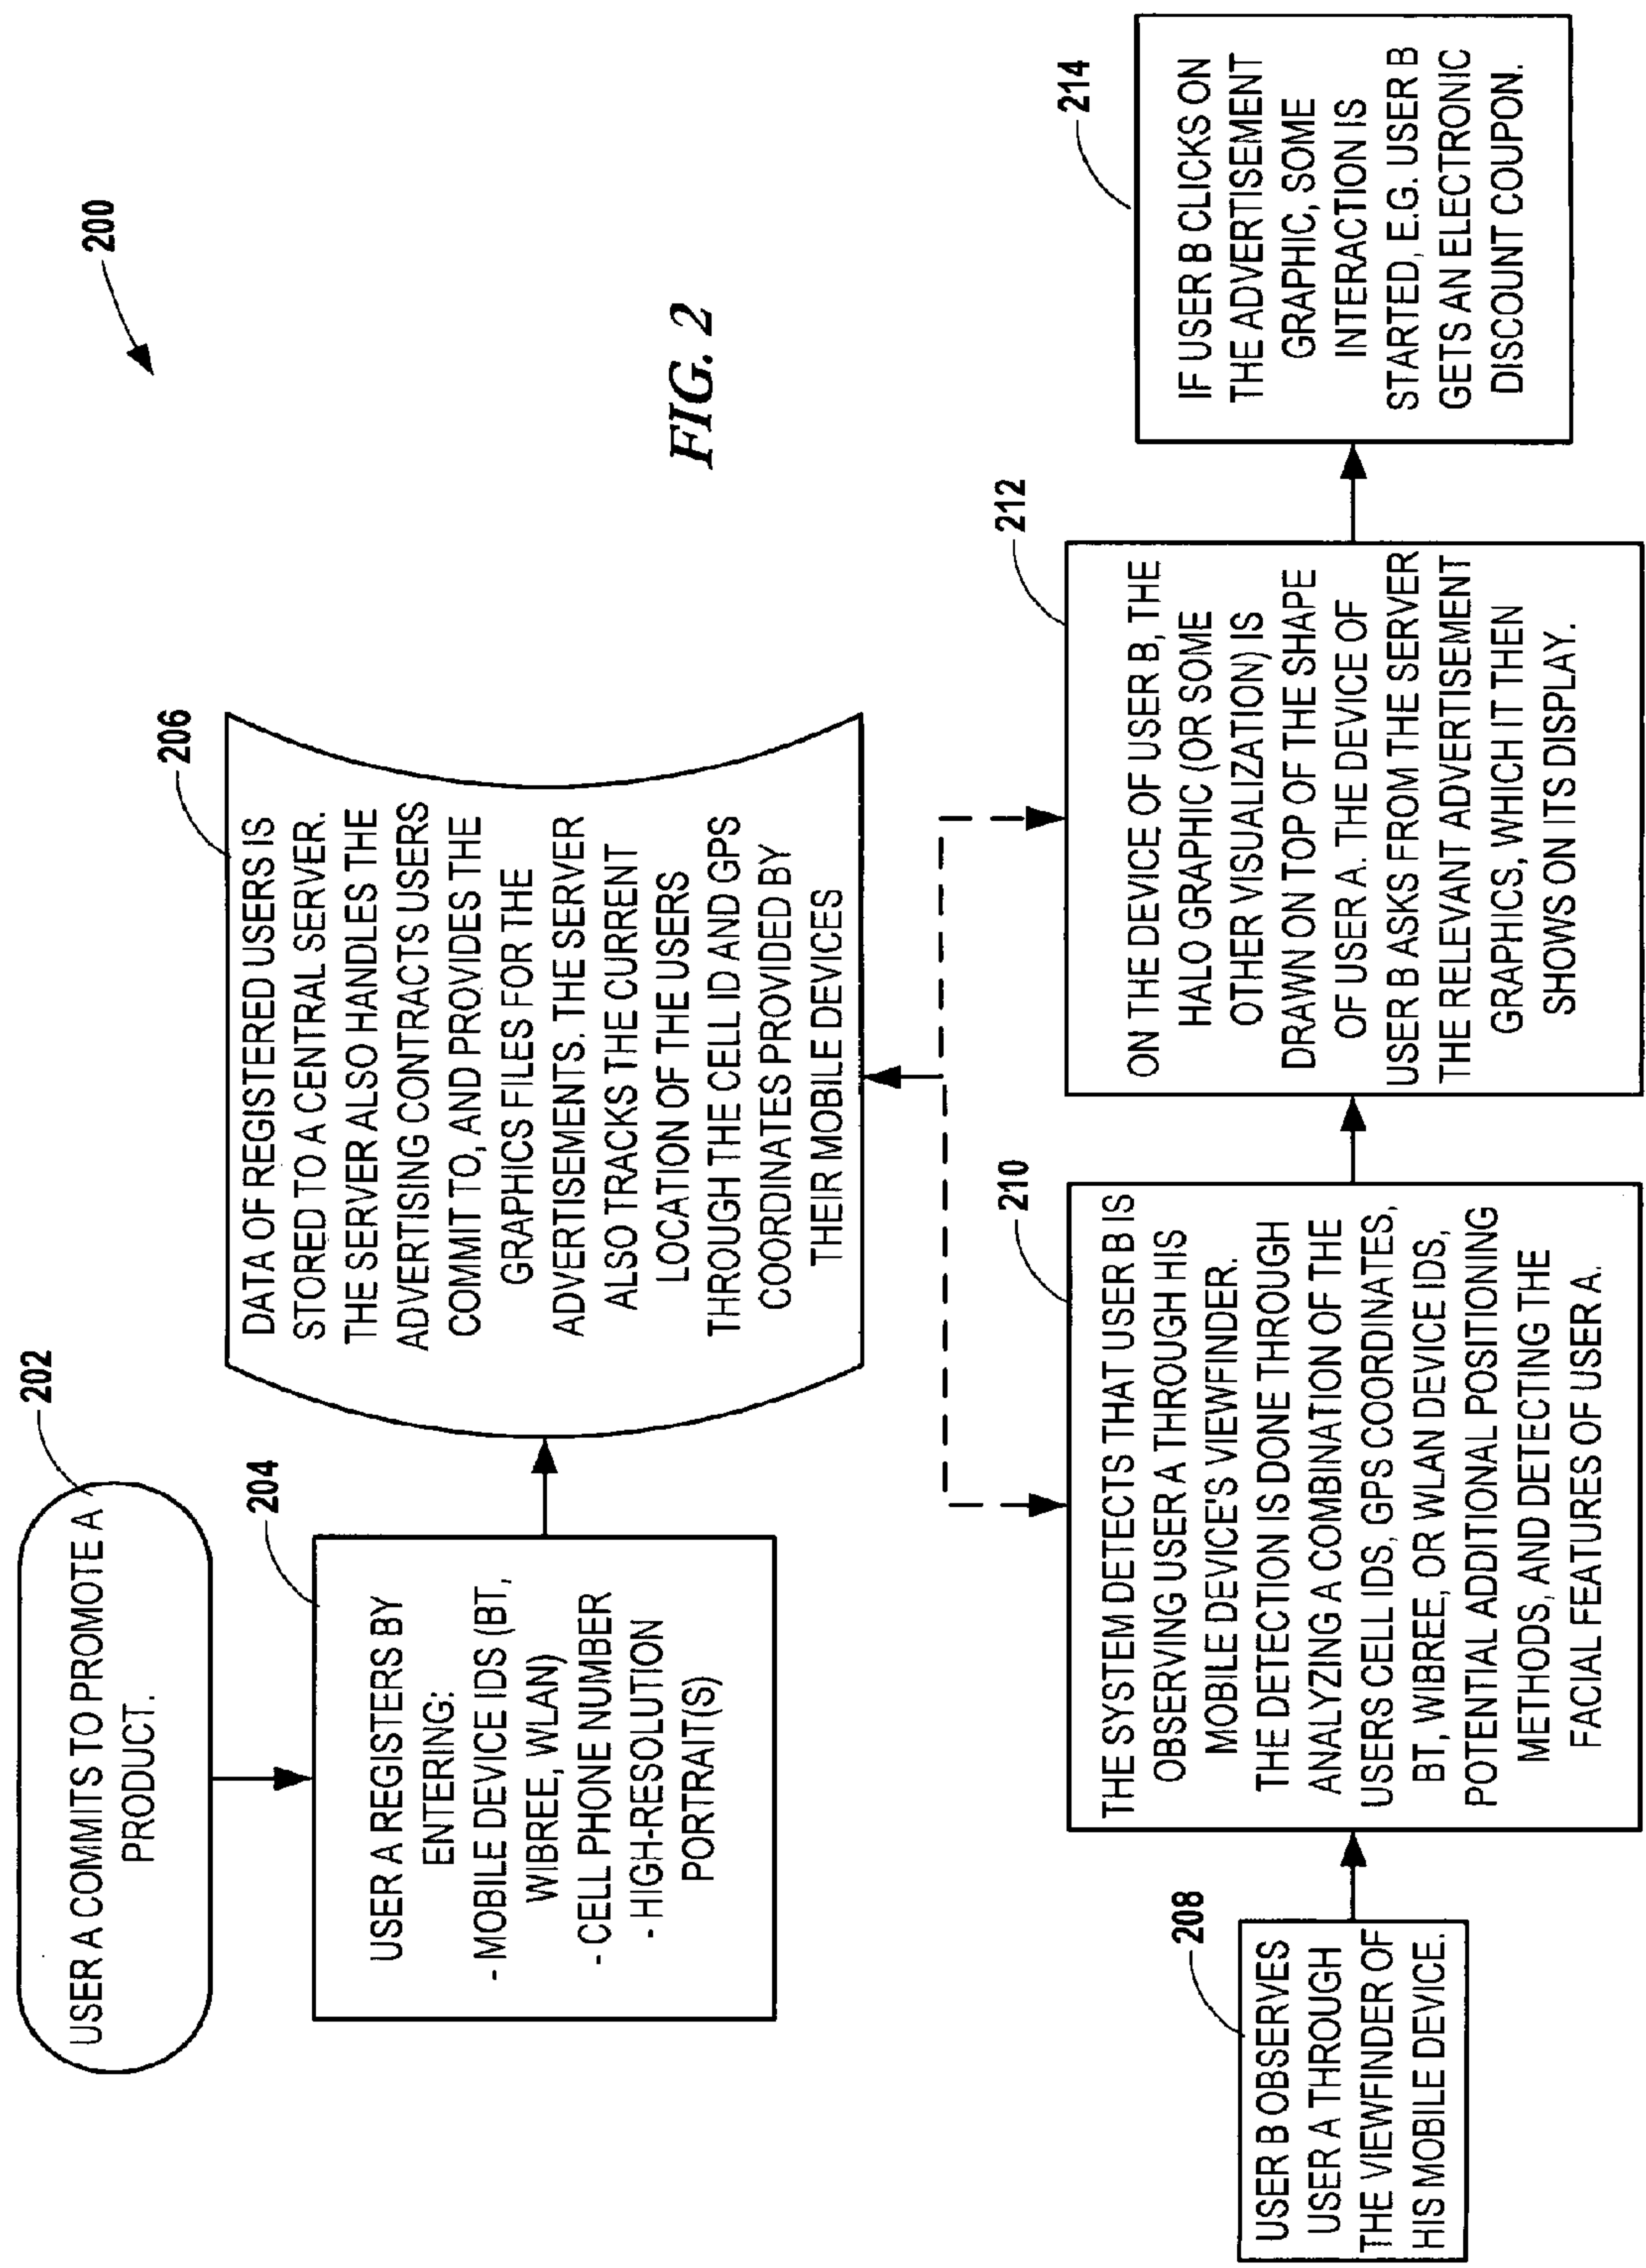 200
202
USER A COMMITS TO PROMOTE A
PRODUCT.
204
USER A REGISTERS BY
ENTERING:
- MOBILE DEVICE IDS (BT,
WIBREE, WLAN)
- CELL PHONE NUMBER
- HIGH-RESOLUTION
PORTRAIT(S)
206
DATA OF REGISTERED USERS IS
STORED TO A CENTRAL SERVER.
THE SERVER ALSO HANDLES THE
ADVERTISING CONTRACTS USERS
COMMIT TO, AND PROVIDES THE
GRAPHICS FILES FOR THE
ADVERTISEMENTS. THE SERVER
ALSO TRACKS THE CURRENT
LOCATION OF THE USERS
THROUGH THE CELL ID AND GPS
COORDINATES PROVIDED BY
THEIR MOBILE DEVICES
FIG. 2
208
USER B OBSERVES
USER A THROUGH
THE VIEWFINDER OF
HIS MOBILE DEVICE.
210
THE SYSTEM DETECTS THAT USER B IS
OBSERVING USER A THROUGH HIS
MOBILE DEVICE'S VIEWFINDER.
THE DETECTION IS DONE THROUGH
ANALYZING A COMBINATION OF THE
USERS CELL IDS, GPS COORDINATES,
BT, WIBREE, OR WLAN DEVICE IDS,
POTENTIAL ADDITIONAL POSITIONING
METHODS, AND DETECTING THE
FACIAL FEATURES OF USER A.
212
ON THE DEVICE OF USER B, THE
HALO GRAPHIC (OR SOME
OTHER VISUALIZATION) IS
DRAWN ON TOP OF THE SHAPE
OF USER A. THE DEVICE OF
USER B ASKS FROM THE SERVER
THE RELEVANT ADVERTISEMENT
GRAPHICS, WHICH IT THEN
SHOWS ON ITS DISPLAY.
214
IF USER B CLICKS ON
THE ADVERTISEMENT
GRAPHIC, SOME
INTERACTION IS
STARTED, E.G. USER B
GETS AN ELECTRONIC
DISCOUNT COUPON.